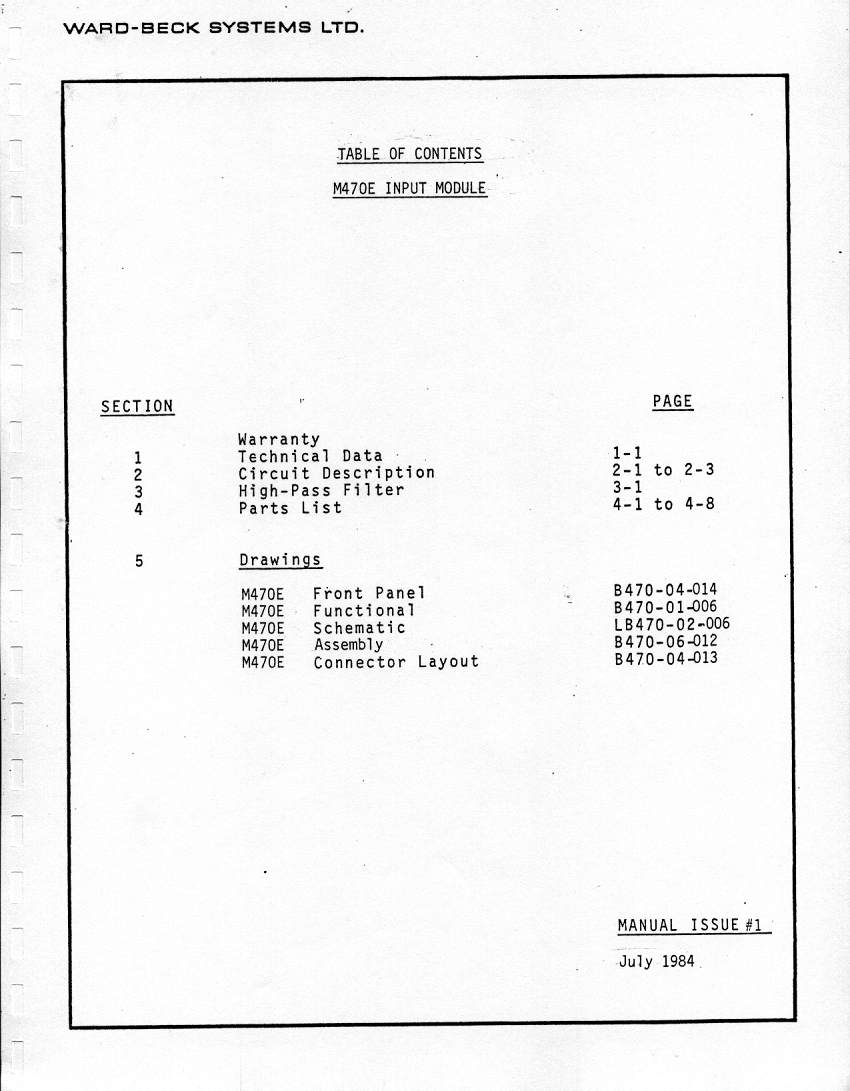 WARD-BECK SYSTEMS LTD.
TABLE OF CONTENTS
M470E INPUT MODULE
SECTION PAGE
Warranty
1 Technical Data 1-1
2 Circuit Description 2-1 to 2-3
3 High-Pass Filter 3-1
4 Parts List 4-1 to 4-8
5 Drawings
M470E Front Panel B470-04-014
M470E Functional B470-01-006
M470E Schematic LB470-02-006
M470E Assembly B470-06-012
M470E Connector Layout B470-04-013
MANUAL ISSUE #1
July 1984